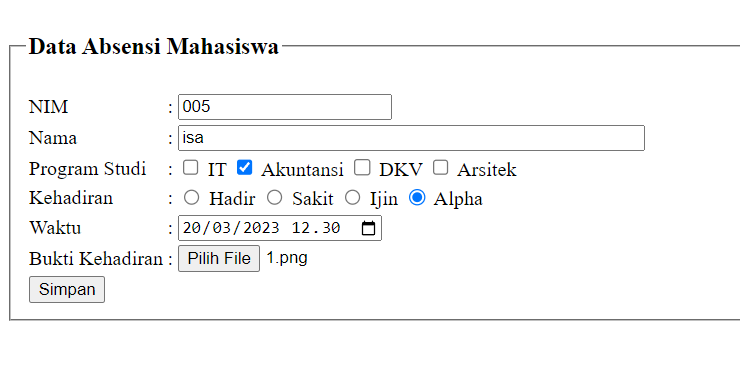 Data Absensi Mahasiswa
NIM : 005
Nama : isa
Program Studi : IT Akuntansi DKV Arsitek
Kehadiran : Hadir Sakit Ijin Alpha
Waktu : 20/03/2023 12.30
Bukti Kehadiran : Pilih File 1.png
Simpan